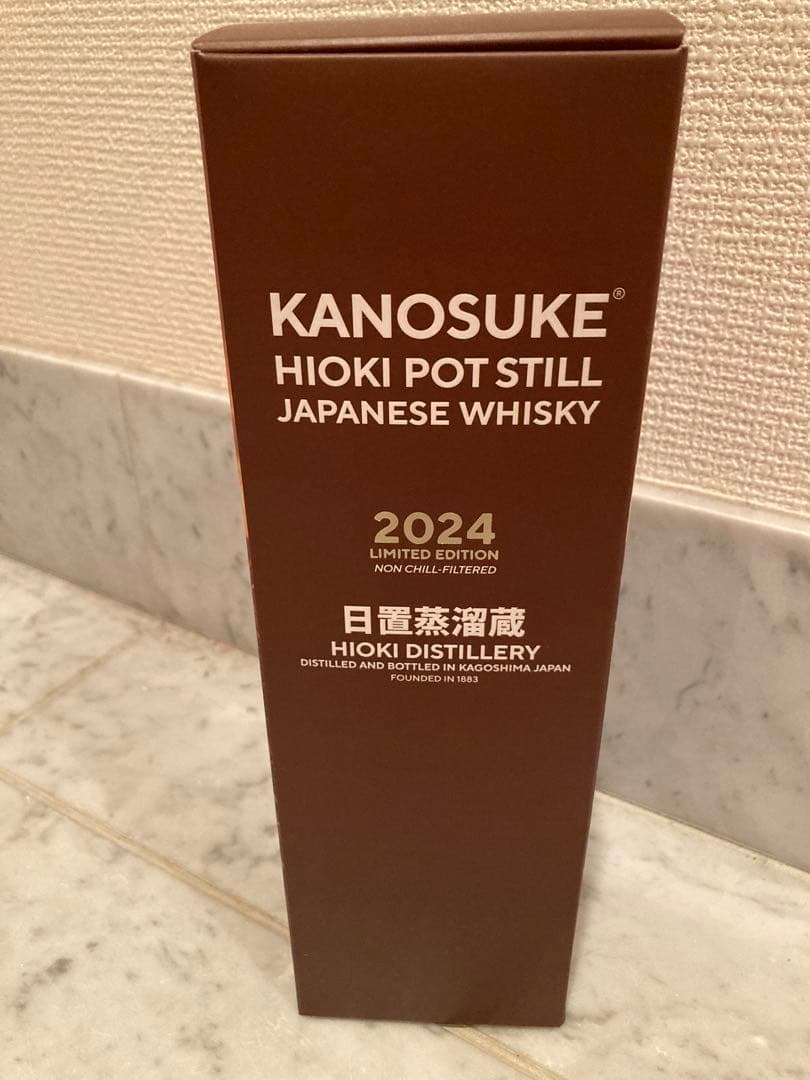 KANOSUKE®
HIOKI POT STILL
JAPANESE WHISKY
2024
LIMITED EDITION
NON CHILL-FILTERED
日置蒸溜蔵
HIOKI DISTILLERY
DISTILLED AND BOTTLED IN KAGOSHIMA JAPAN
FOUNDED IN 1883